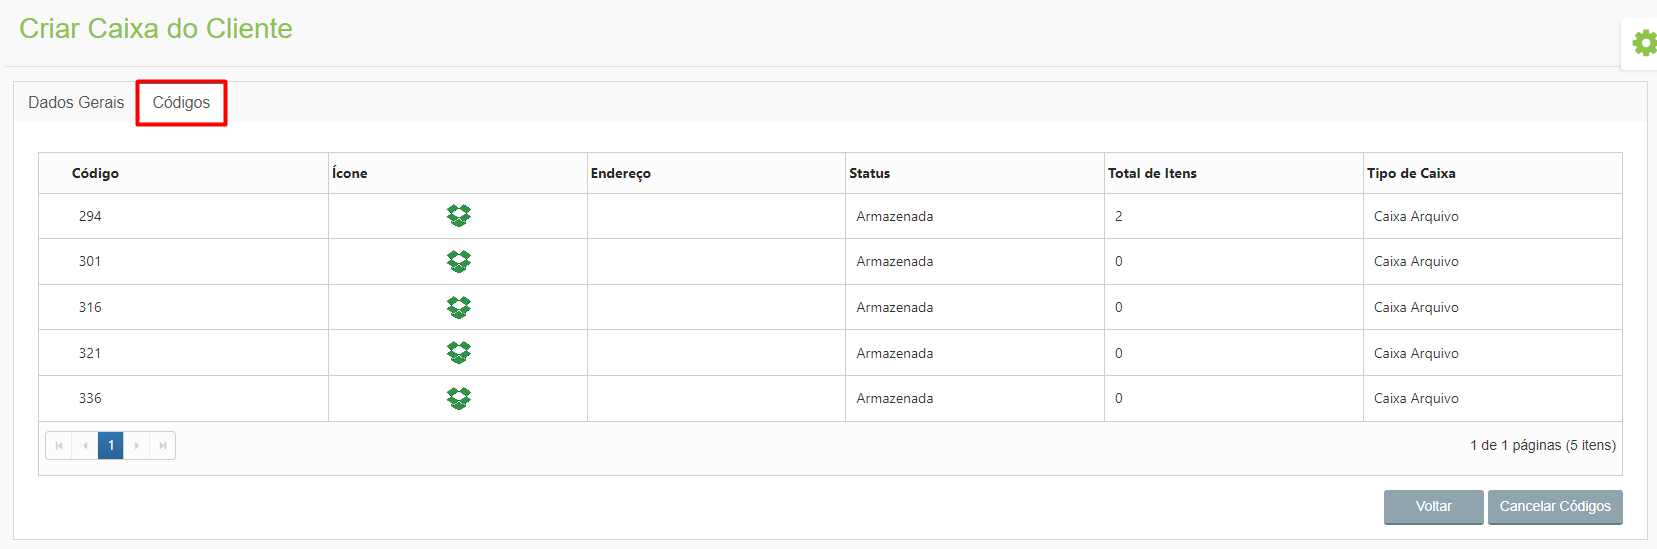 Criar Caixa do Cliente
Dados Gerais Códigos
Código Ícone Endereço Status Total de Itens Tipo de Caixa
294 Armazenada 2 Caixa Arquivo
301 Armazenada 0 Caixa Arquivo
316 Armazenada 0 Caixa Arquivo
321 Armazenada 0 Caixa Arquivo
336 Armazenada 0 Caixa Arquivo
1 1 de 1 páginas (5 itens)
Voltar Cancelar Códigos